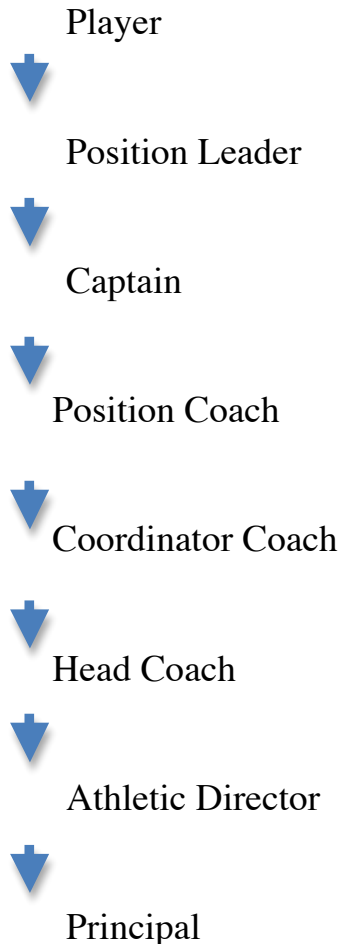 Player
Position Leader
Captain
Position Coach
Coordinator Coach
Head Coach
Athletic Director
Principal